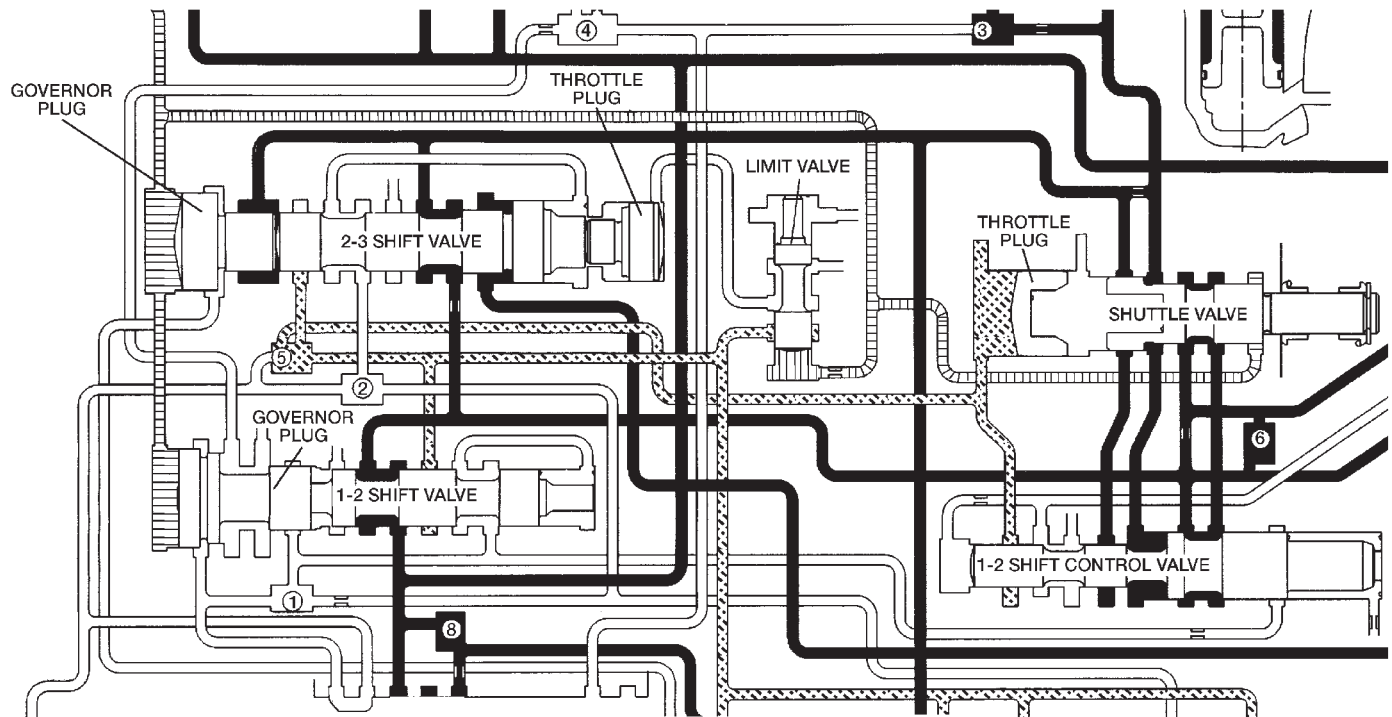 ④
③
GOVERNOR
PLUG
THROTTLE
PLUG
LIMIT VALVE
THROTTLE
PLUG
2-3 SHIFT VALVE
SHUTTLE VALVE
⑤
②
GOVERNOR
PLUG
⑥
1-2 SHIFT VALVE
1-2 SHIFT CONTROL VALVE
①
⑧